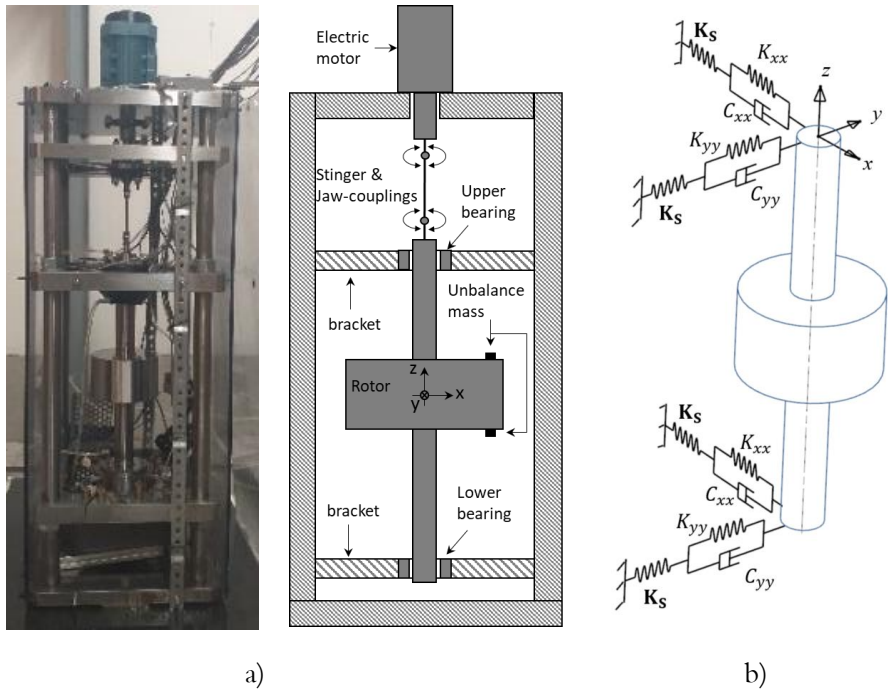 Electric
motor
Stinger &
Jaw-couplings
Upper
bearing
Unbalance
mass
bracket
Rotor
z
x
y
bracket
Lower
bearing
a)
K_S
K_xx
C_xx
z
y
x
K_yy
C_yy
K_S
K_S
K_xx
C_xx
K_yy
C_yy
K_S
b)